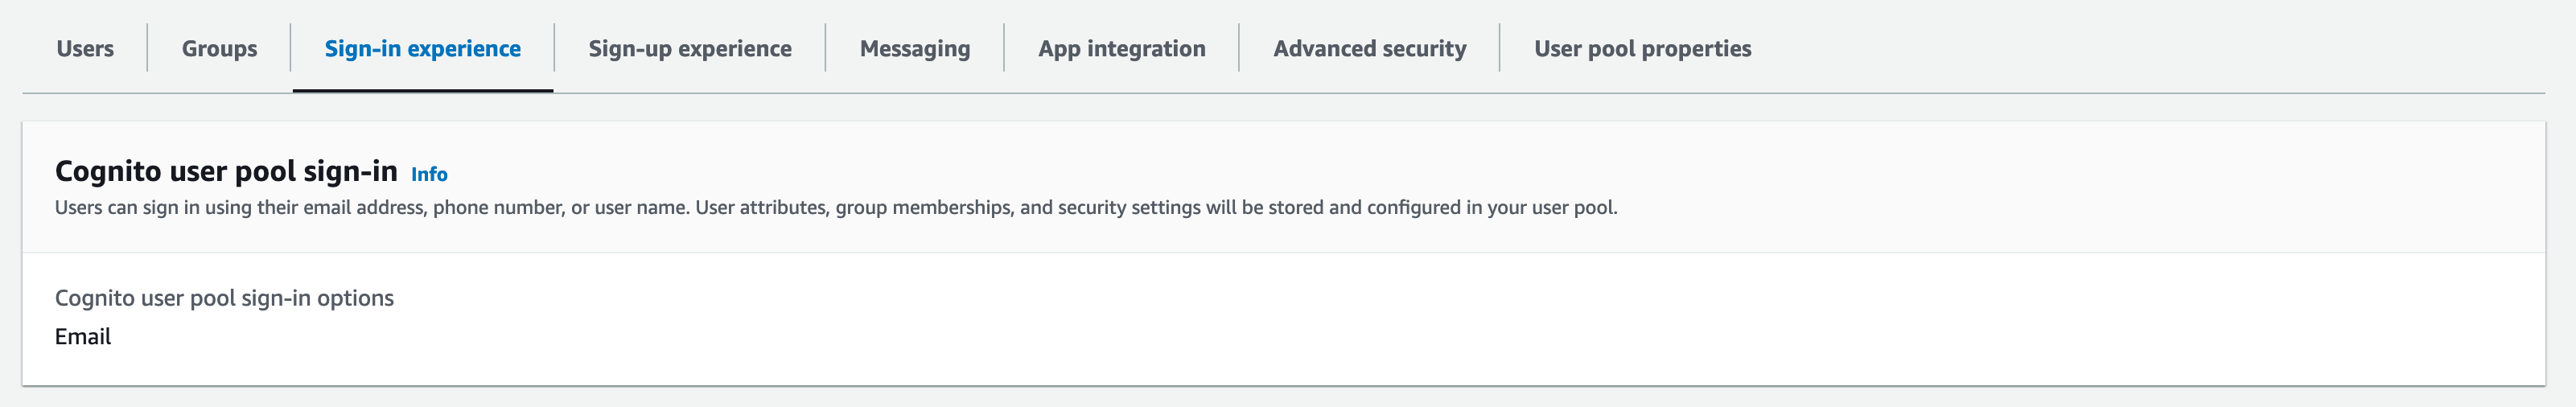 Users Groups Sign-in experience Sign-up experience Messaging App integration Advanced security User pool properties
Cognito user pool sign-in Info
Users can sign in using their email address, phone number, or user name. User attributes, group memberships, and security settings will be stored and configured in your user pool.
Cognito user pool sign-in options
Email